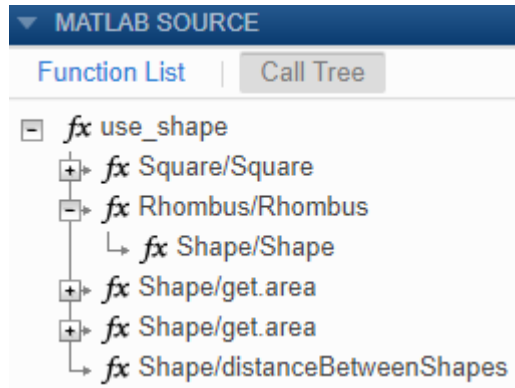 MATLAB SOURCE
Function List | Call Tree
fx use_shape
fx Square/Square
fx Rhombus/Rhombus
fx Shape/Shape
fx Shape/get.area
fx Shape/get.area
fx Shape/distanceBetweenShapes